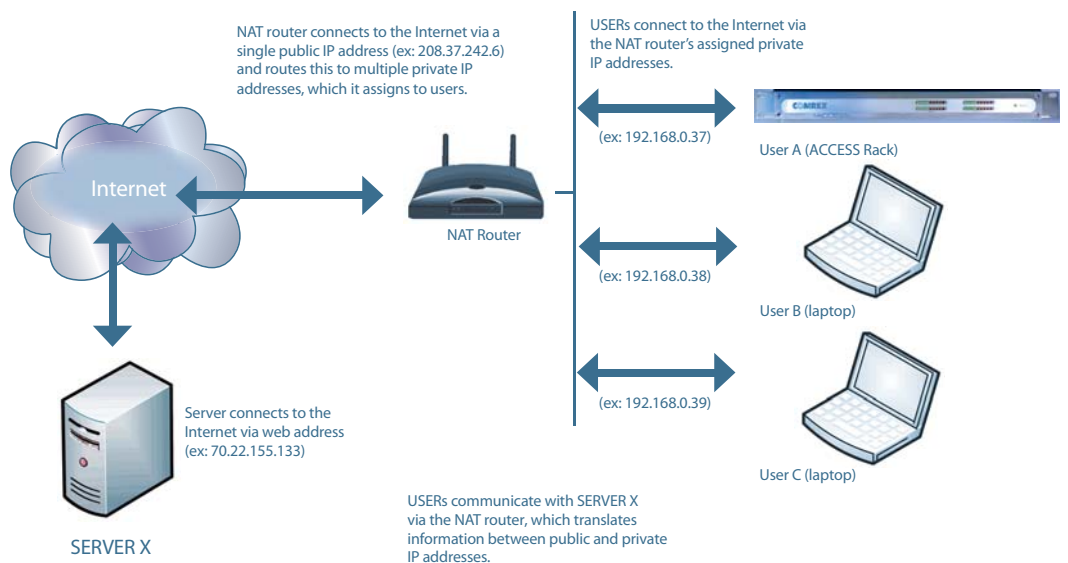 NAT router connects to the Internet via a
single public IP address (ex: 208.37.242.6)
and routes this to multiple private IP
addresses, which it assigns to users.
USERs connect to the Internet via
the NAT router's assigned private
IP addresses.
COMREX
(ex: 192.168.0.37)
User A (ACCESS Rack)
Internet
NAT Router
(ex: 192.168.0.38)
User B (laptop)
(ex: 192.168.0.39)
User C (laptop)
Server connects to the
Internet via web address
(ex: 70.22.155.133)
SERVER X
USERs communicate with SERVER X
via the NAT router, which translates
information between public and private
IP addresses.